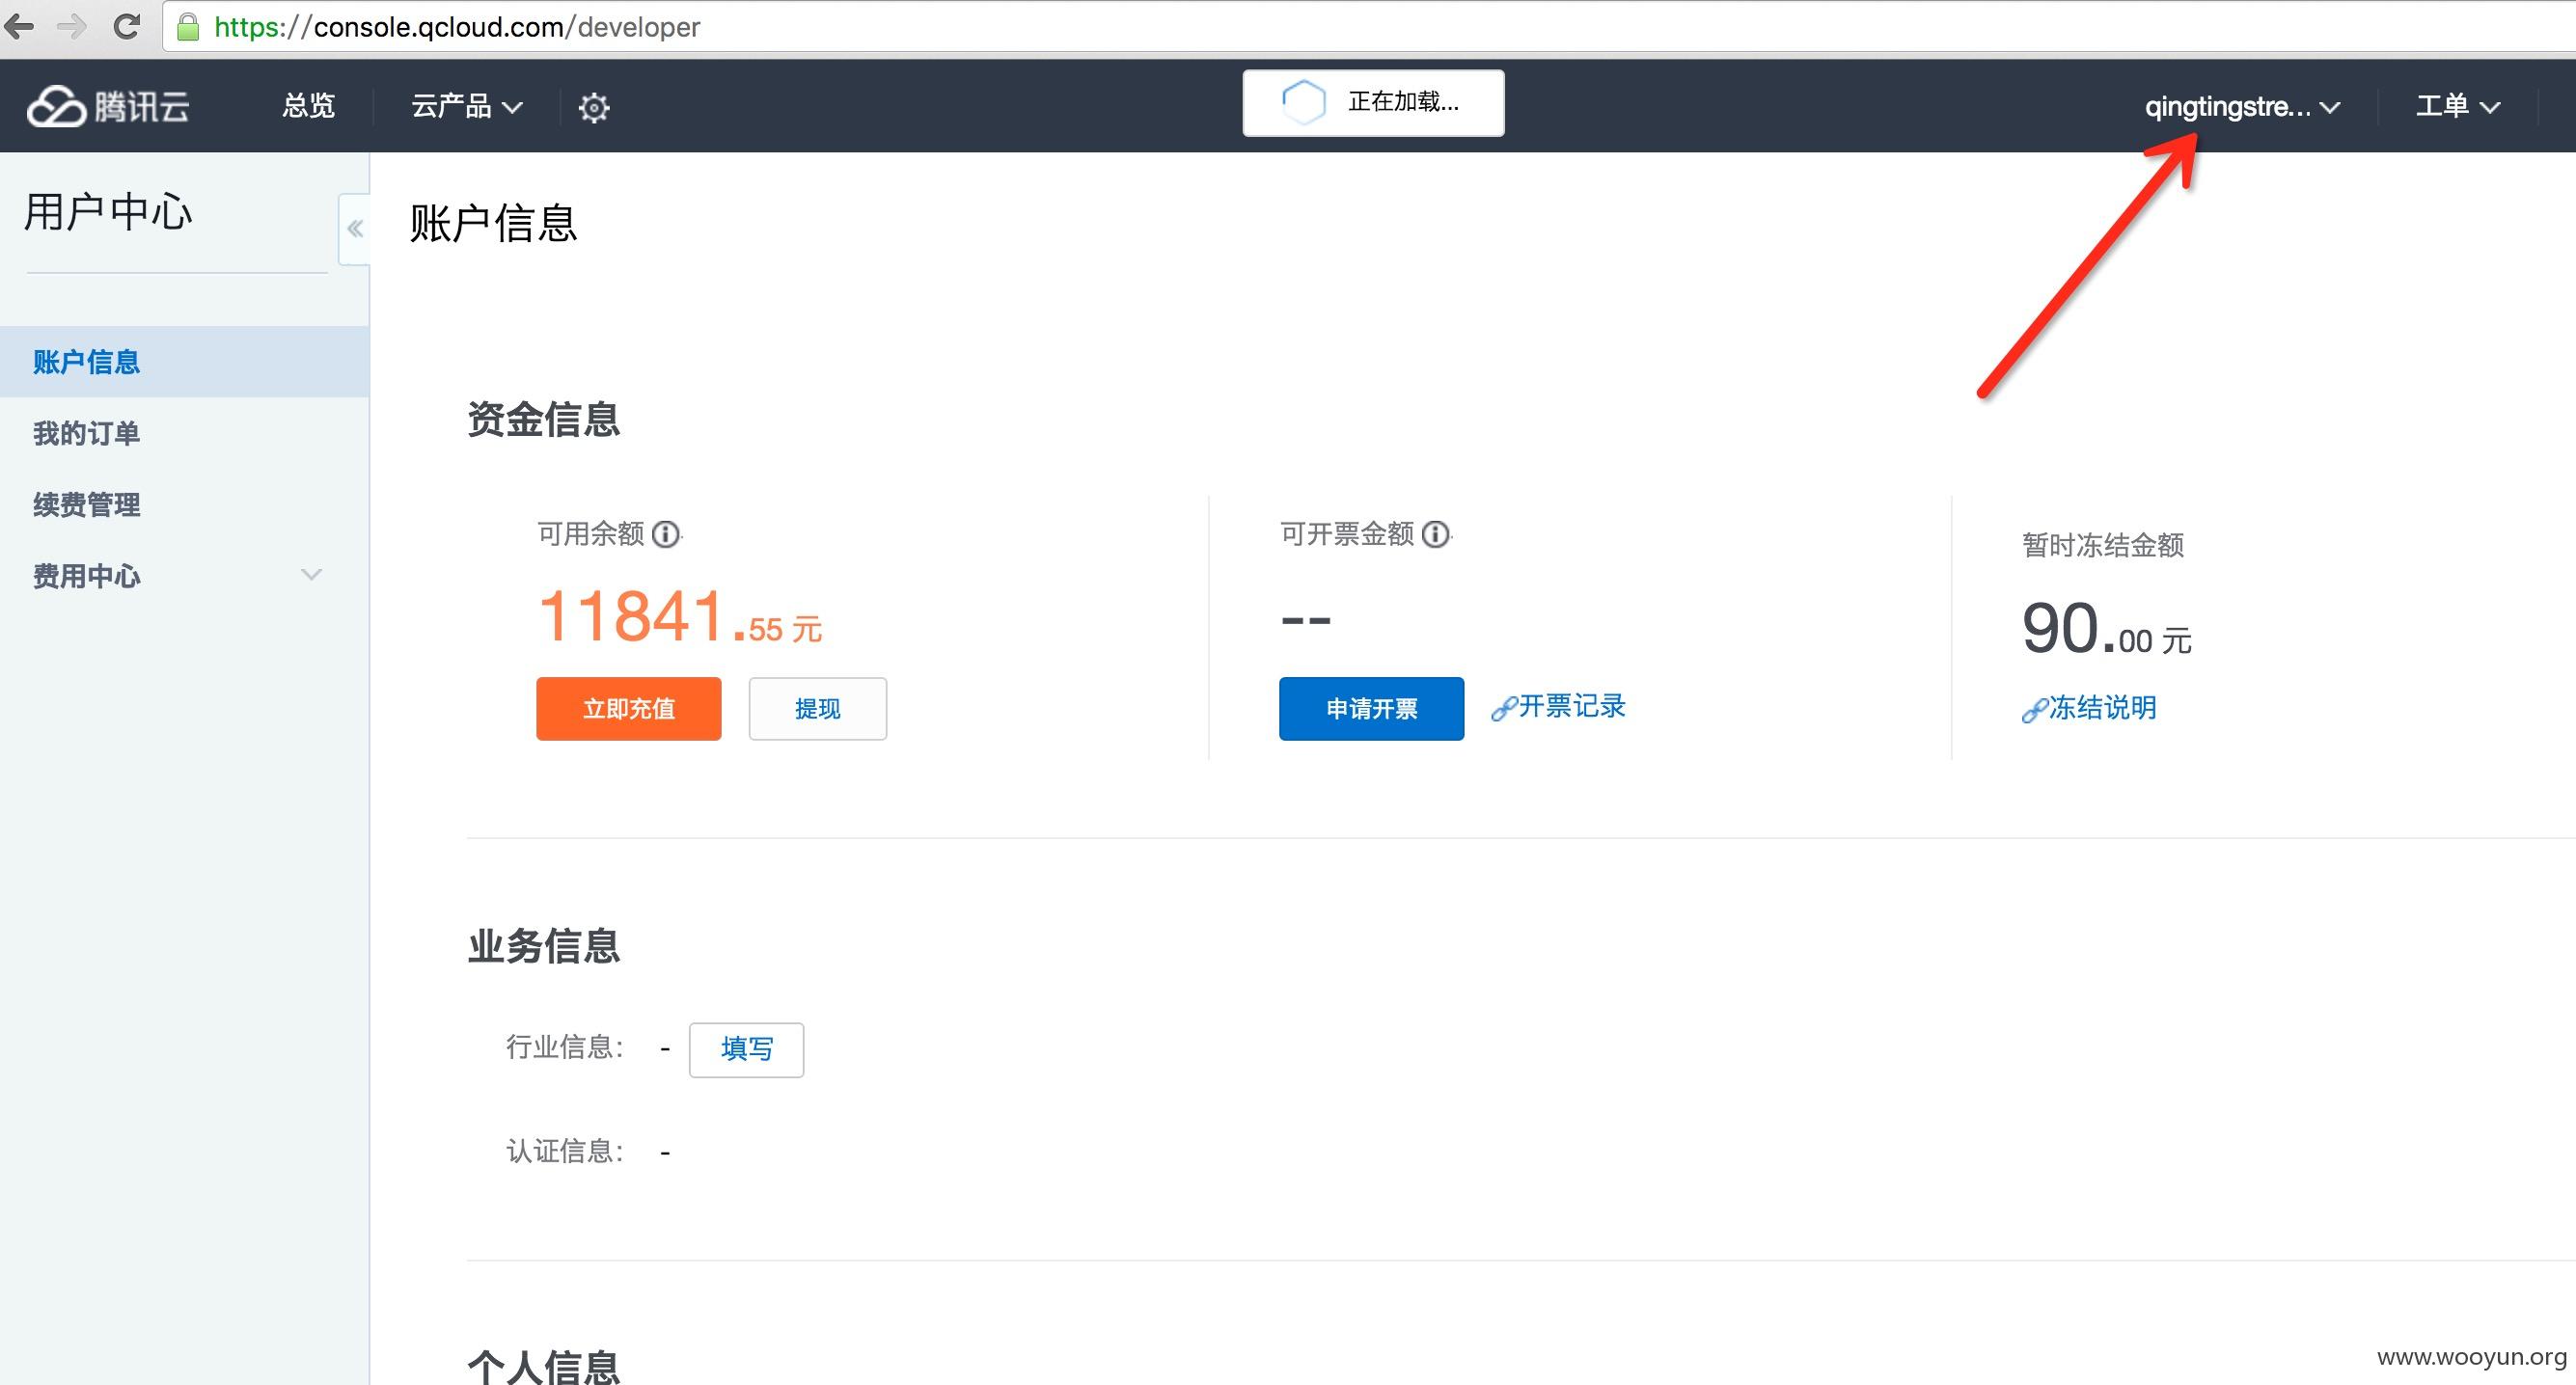 https://console.qcloud.com/developer
腾讯云 总览 云产品 正在加载... qingtingstre... 工单
用户中心
«
账户信息
账户信息
我的订单
续费管理
费用中心
资金信息
可用余额 可开票金额 暂时冻结金额
11841.55 元 -- 90.00 元
立即充值 提现 申请开票 开票记录 冻结说明
业务信息
行业信息: - 填写
认证信息: -
个人信息
www.wooyun.org